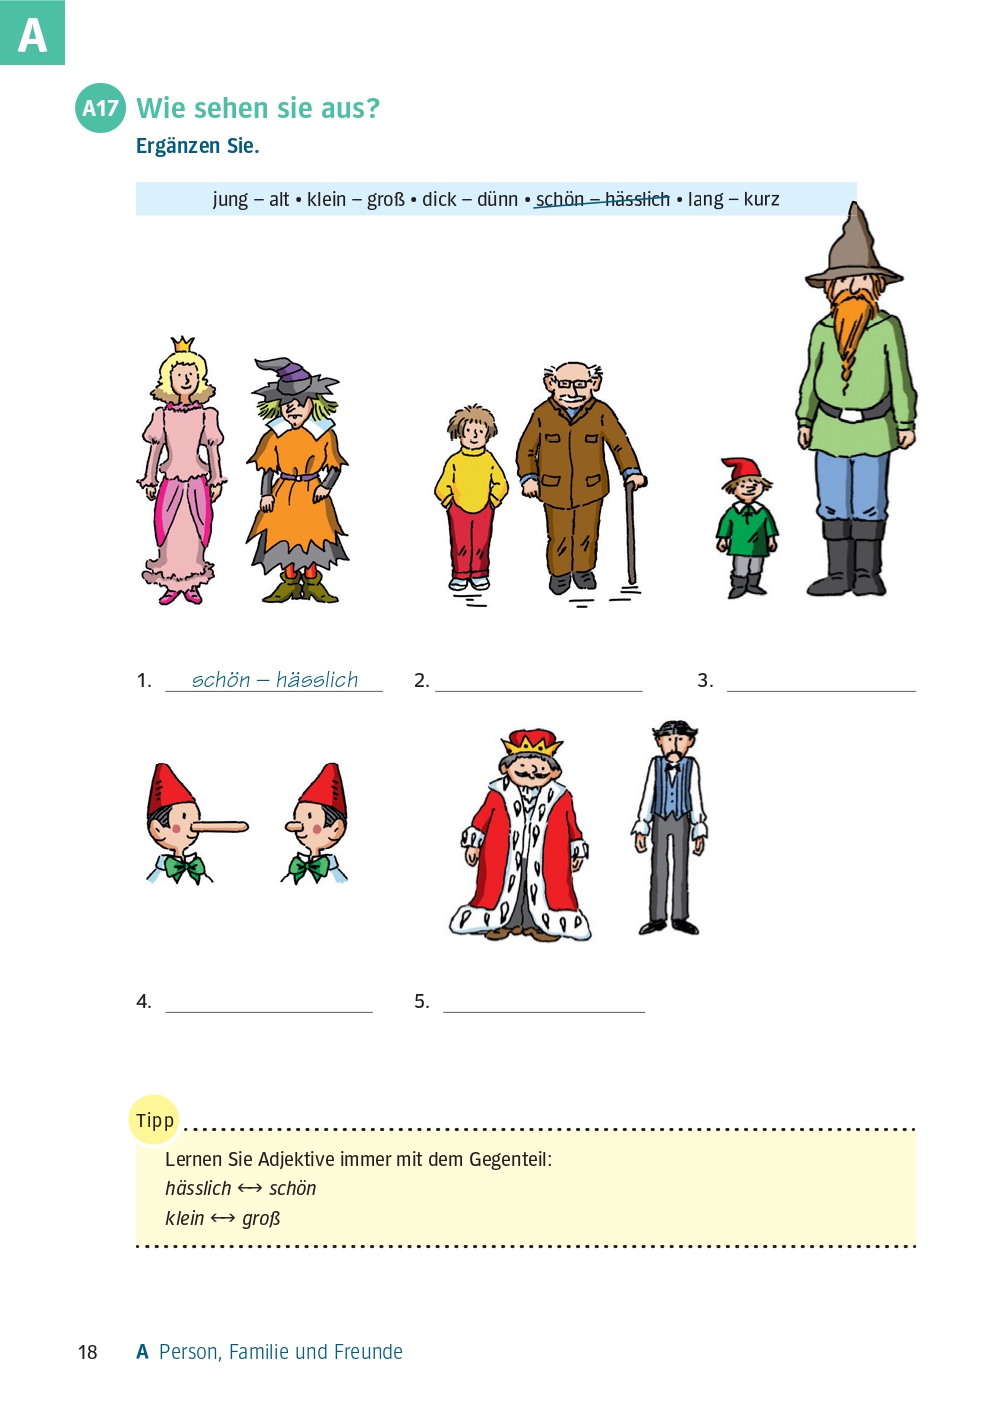 A
A17 Wie sehen sie aus?
Ergänzen Sie.
jung – alt • klein – groß • dick – dünn • schön – hässlich • lang – kurz
1. schön – hässlich 2. 3.
4. 5.
Tipp
Lernen Sie Adjektive immer mit dem Gegenteil:
hässlich ↔ schön
klein ↔ groß
18 A Person, Familie und Freunde